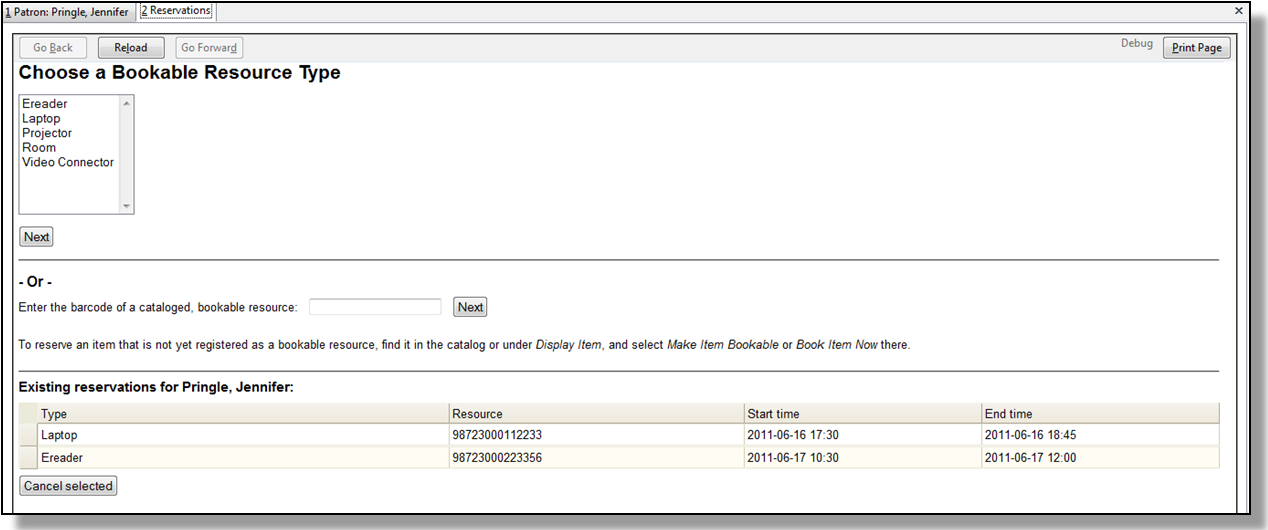 1 Patron: Pringle, Jennifer 2 Reservations ×
Go Back Reload Go Forward Debug Print Page
Choose a Bookable Resource Type
Ereader
Laptop
Projector
Room
Video Connector
Next
- Or -
Enter the barcode of a cataloged, bookable resource: Next
To reserve an item that is not yet registered as a bookable resource, find it in the catalog or under Display Item, and select Make Item Bookable or Book Item Now there.
Existing reservations for Pringle, Jennifer:
Type Resource Start time End time
Laptop 98723000112233 2011-06-16 17:30 2011-06-16 18:45
Ereader 98723000223356 2011-06-17 10:30 2011-06-17 12:00
Cancel selected